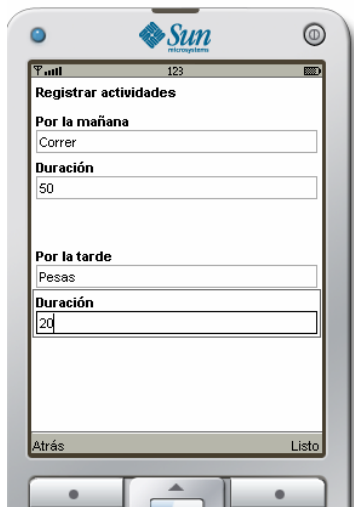 Sun
microsystems
123
Registrar actividades
Por la mañana
Correr
Duración
50
Por la tarde
Pesas
Duración
20
Atrás Listo